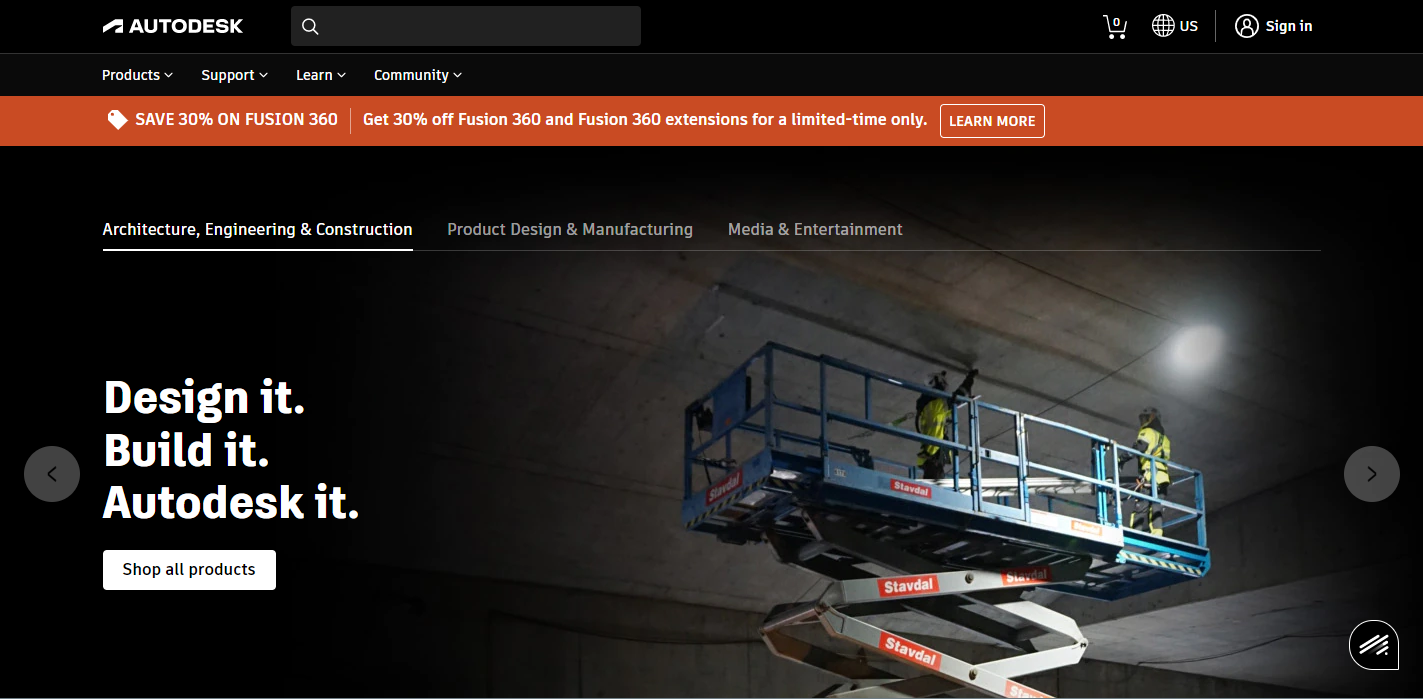 AUTODESK
0
US
Sign in
Products
Support
Learn
Community
SAVE 30% ON FUSION 360
Get 30% off Fusion 360 and Fusion 360 extensions for a limited-time only.
LEARN MORE
Architecture, Engineering & Construction
Product Design & Manufacturing
Media & Entertainment
Design it.
Build it.
Autodesk it.
Shop all products
Stavdal
Stavdal
Stavdal
Stavdal
Stavdal